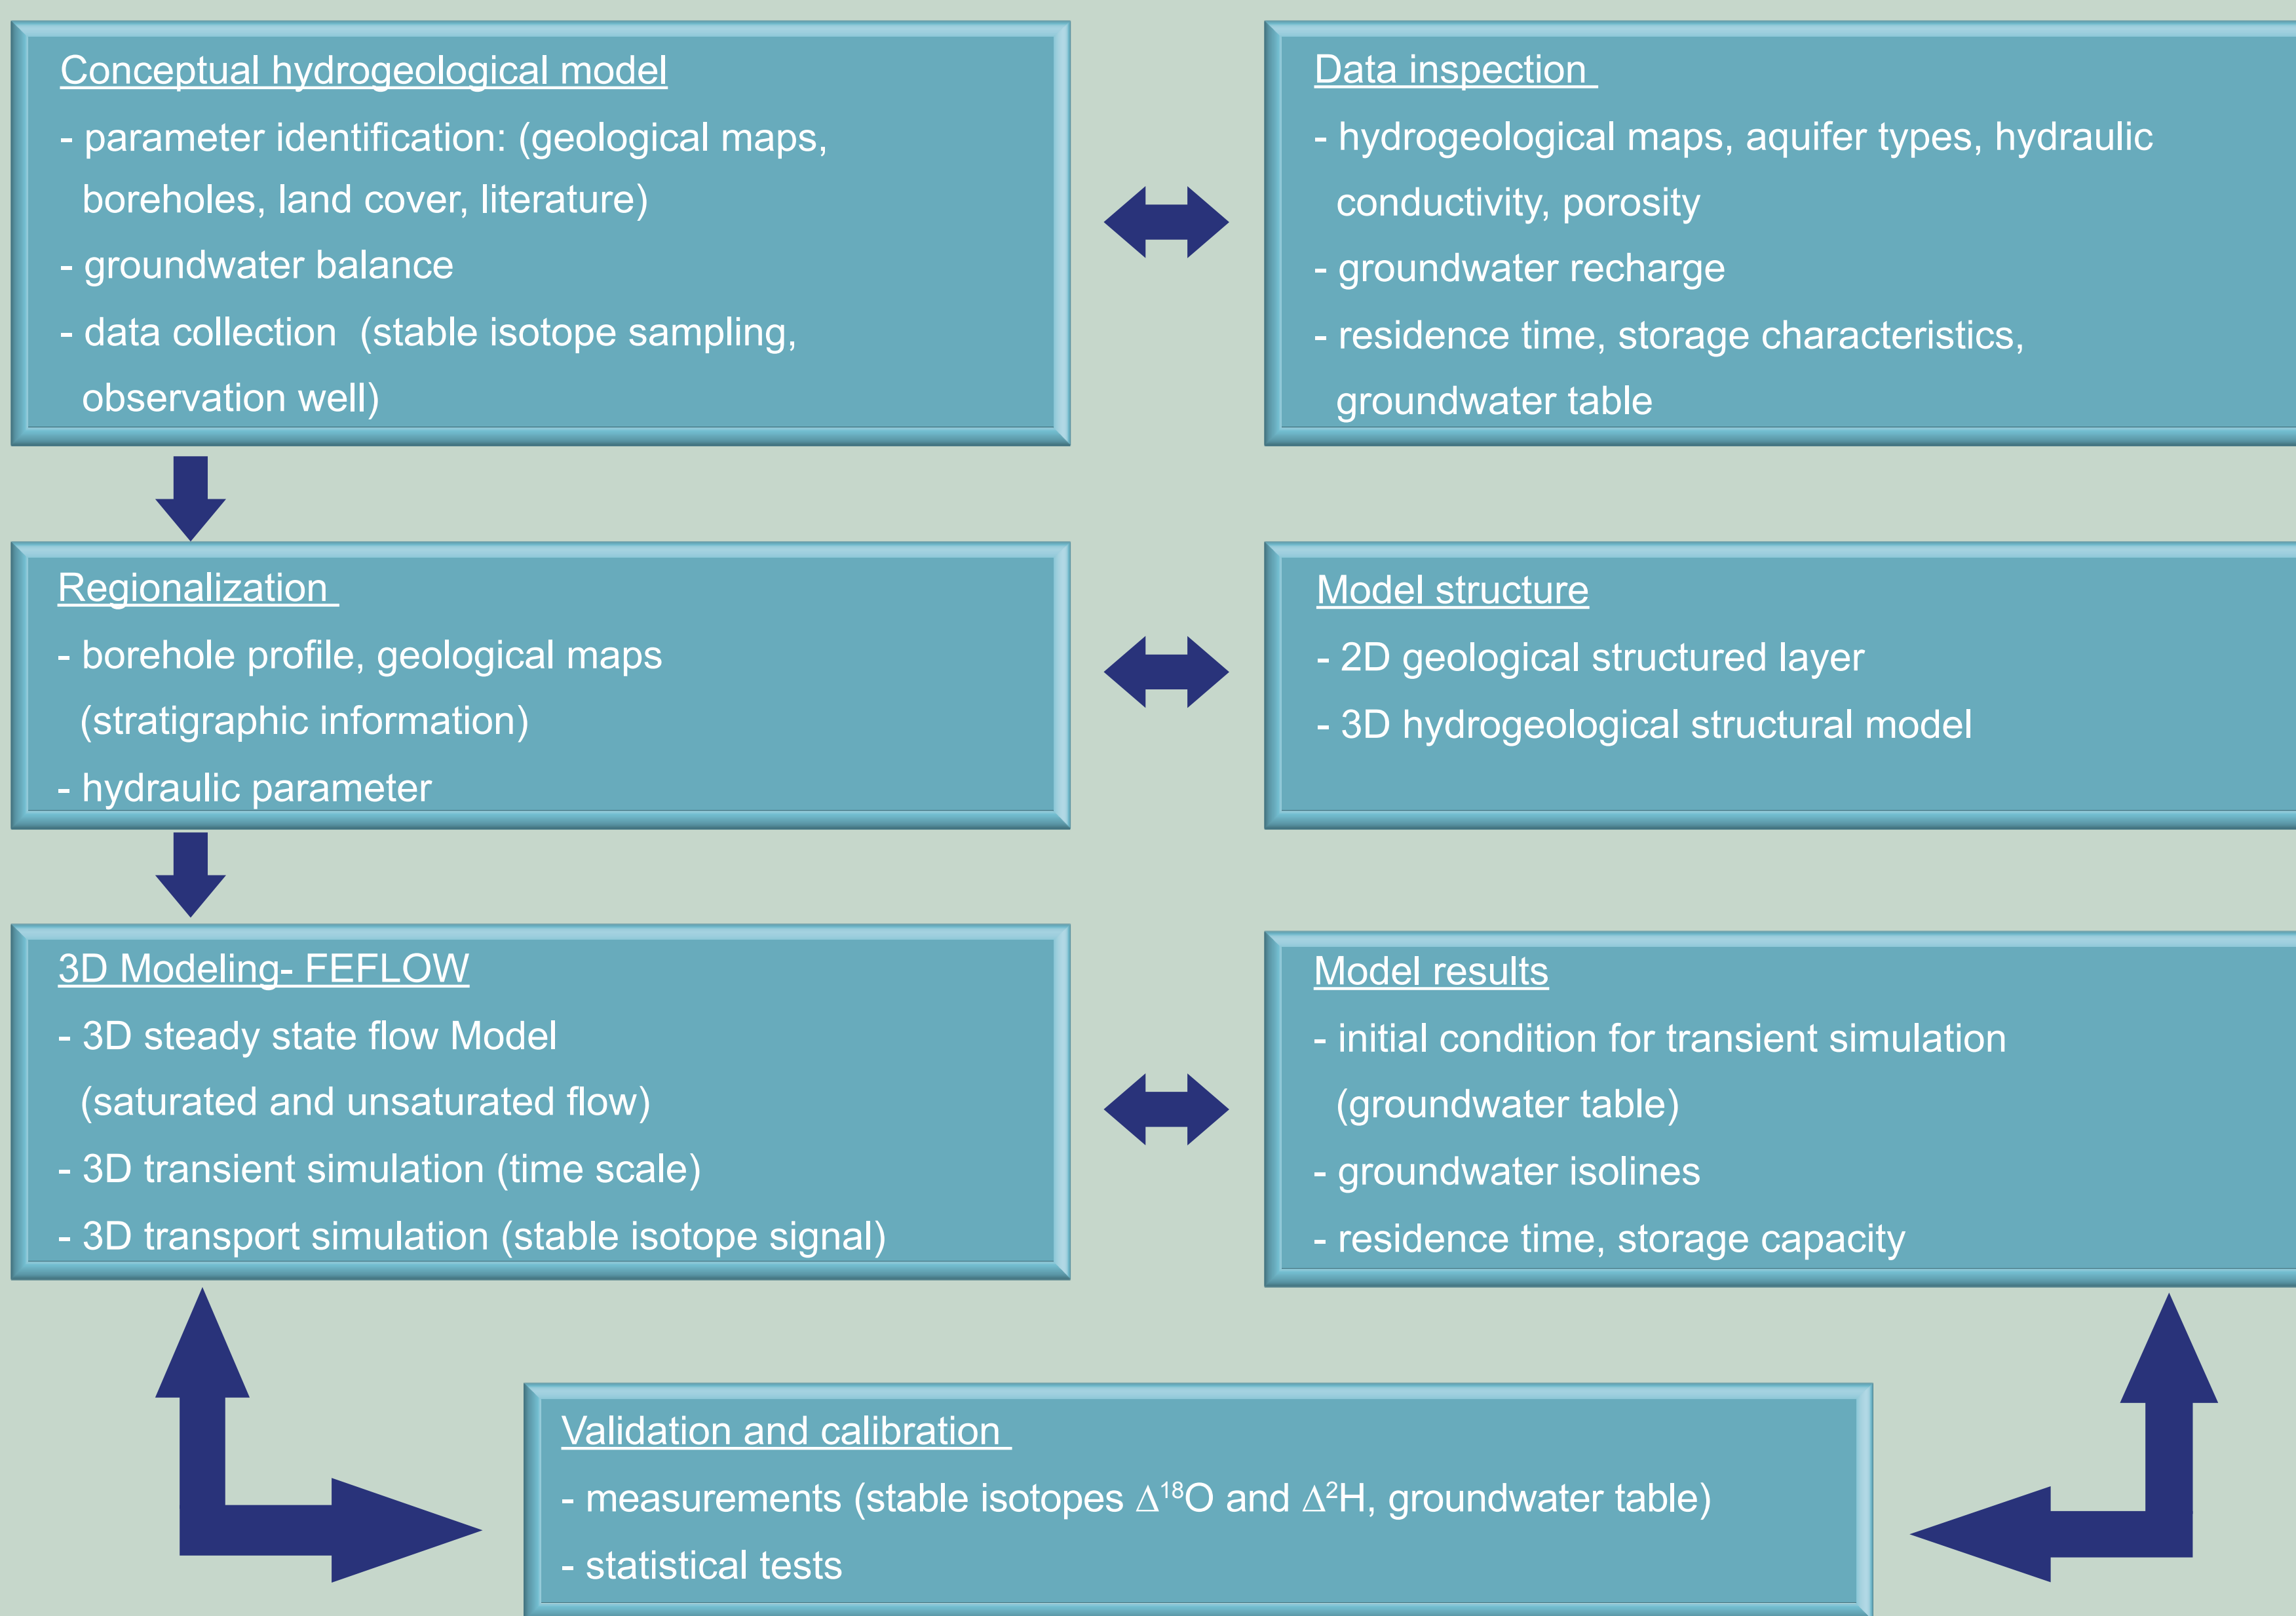 Conceptual hydrogeological model
- parameter identification: (geological maps,
boreholes, land cover, literature)
- groundwater balance
- data collection  (stable isotope sampling,
observation well)
Data inspection
- hydrogeological maps, aquifer types, hydraulic
conductivity, porosity
- groundwater recharge
- residence time, storage characteristics,
groundwater table
Regionalization
- borehole profile, geological maps
(stratigraphic information)
- hydraulic parameter
Model structure
- 2D geological structured layer
- 3D hydrogeological structural model
3D Modeling- FEFLOW
- 3D steady state flow Model
(saturated and unsaturated flow)
- 3D transient simulation (time scale)
- 3D transport simulation (stable isotope signal)
Model results
- initial condition for transient simulation
(groundwater table)
- groundwater isolines
- residence time, storage capacity
Validation and calibration
- measurements (stable isotopes Δ¹⁸O and Δ²H, groundwater table)
- statistical tests